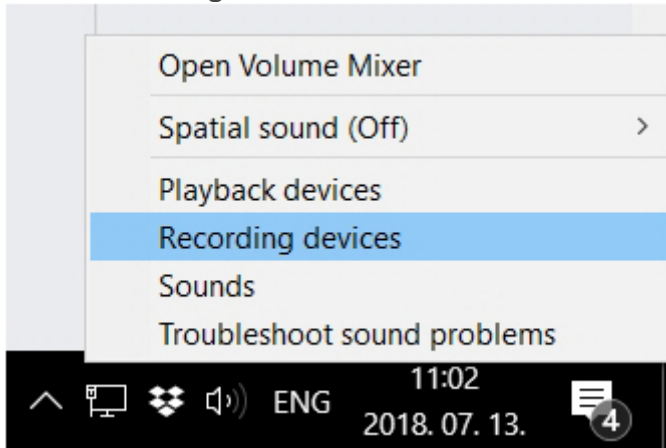 Open Volume Mixer
Spatial sound (Off)
Playback devices
Recording devices
Sounds
Troubleshoot sound problems
ENG
11:02
2018. 07. 13.
4